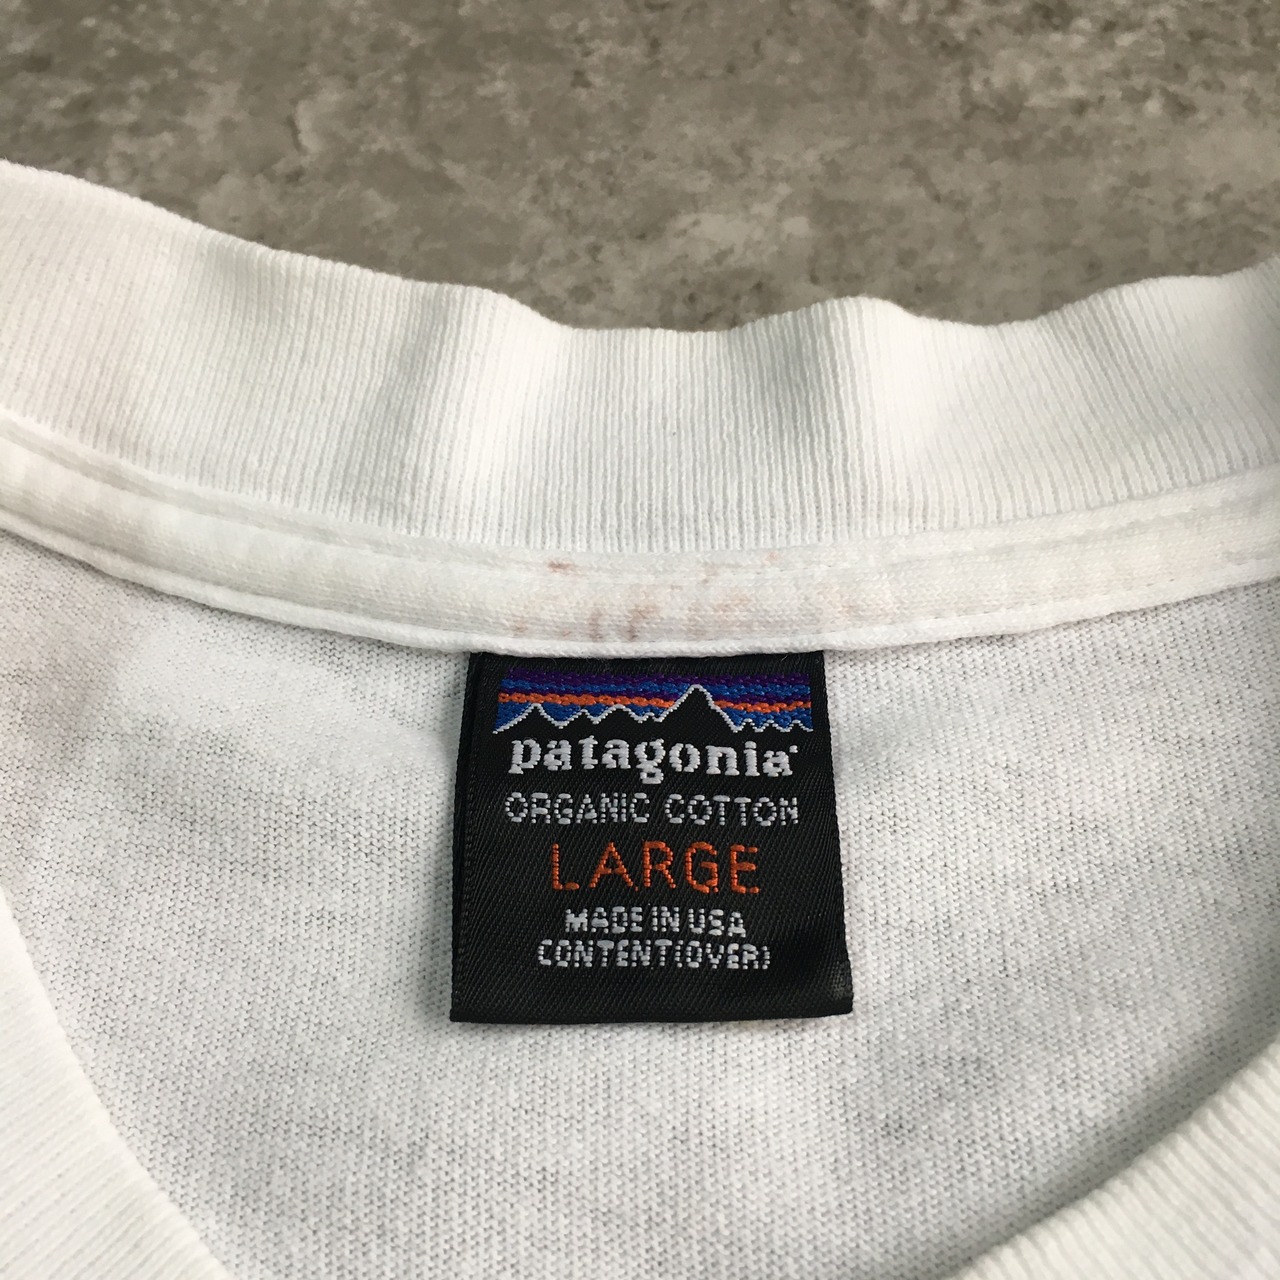 patagonia
ORGANIC COTTON
LARGE
MADE IN USA
CONTENT(OVER)